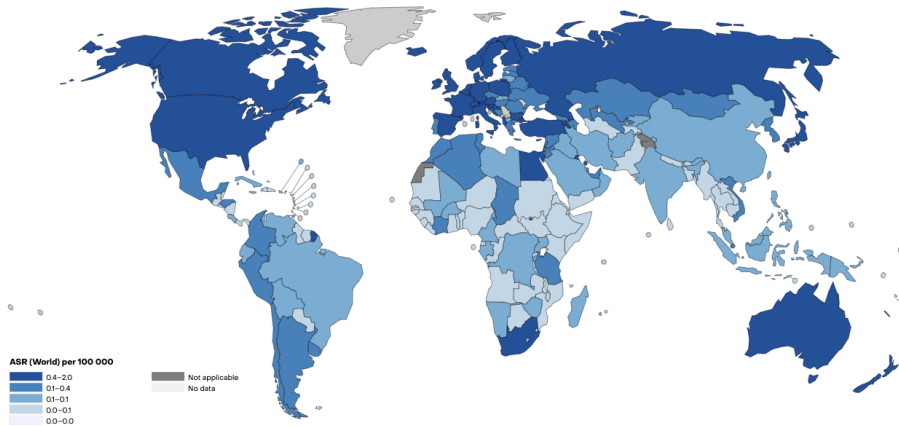 ASR (World) per 100 000
0.4–2.0
0.1–0.4
0.1–0.1
0.0–0.1
0.0–0.0
Not applicable
No data